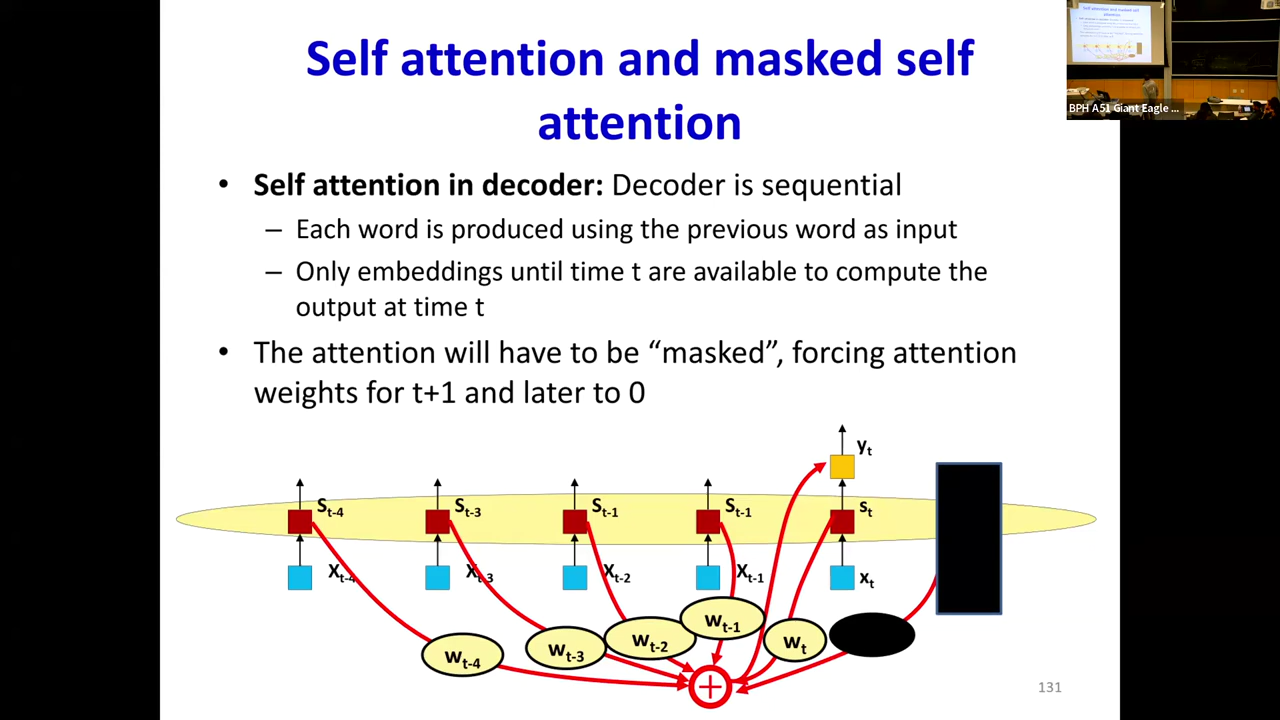 Self attention and masked self
attention
BPH A51 Giant Eagle ...
• Self attention in decoder: Decoder is sequential
– Each word is produced using the previous word as input
– Only embeddings until time t are available to compute the
output at time t
• The attention will have to be “masked”, forcing attention
weights for t+1 and later to 0
yt
St-4 St-3 St-1 St-1 st
Xt-4 Xt-3 Xt-2 Xt-1 xt
wt-4 wt-3 wt-2 wt-1 wt
131